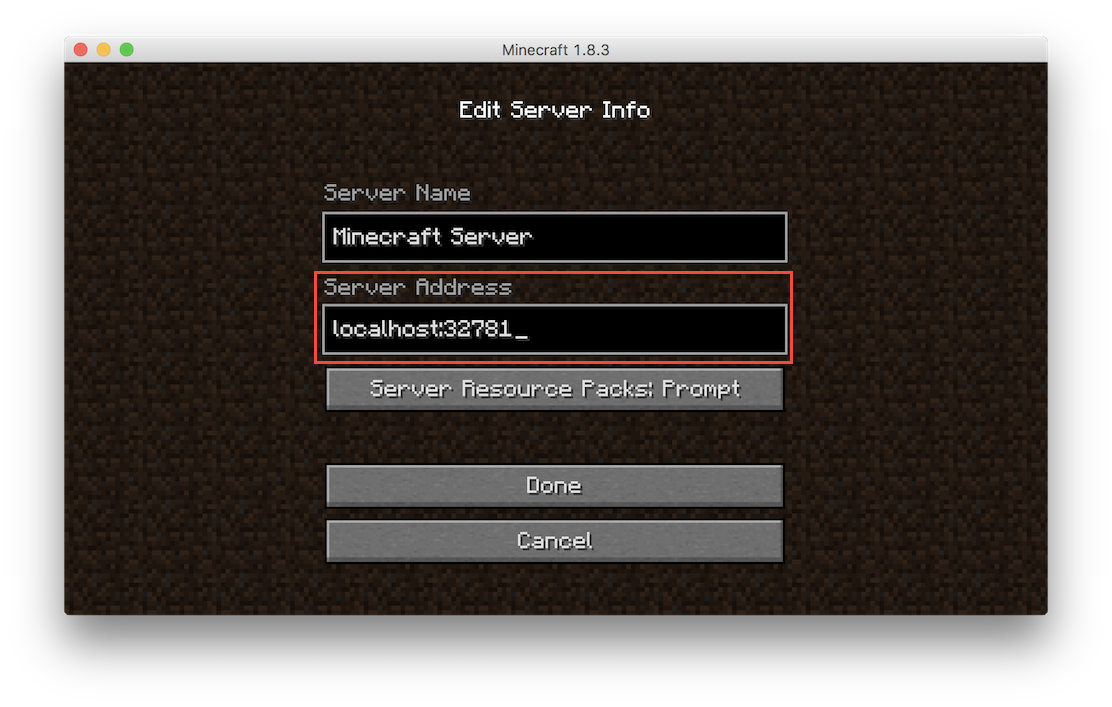 Minecraft 1.8.3
Edit Server Info
Server Name
Minecraft Server
Server Address
localhost:32781_
Server Resource Packs: Prompt
Done
Cancel